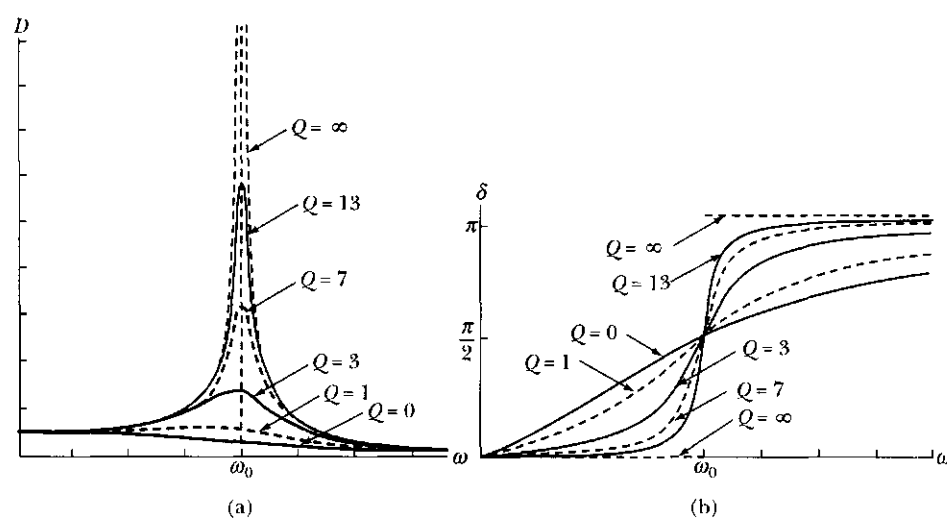 D
Q = ∞
Q = 13
Q = 7
Q = 3
Q = 1
Q = 0
ω₀
ω
(a)
δ
π
π/2
Q = ∞
Q = 13
Q = 0
Q = 1
Q = 3
Q = 7
Q = ∞
ω₀
ω
(b)